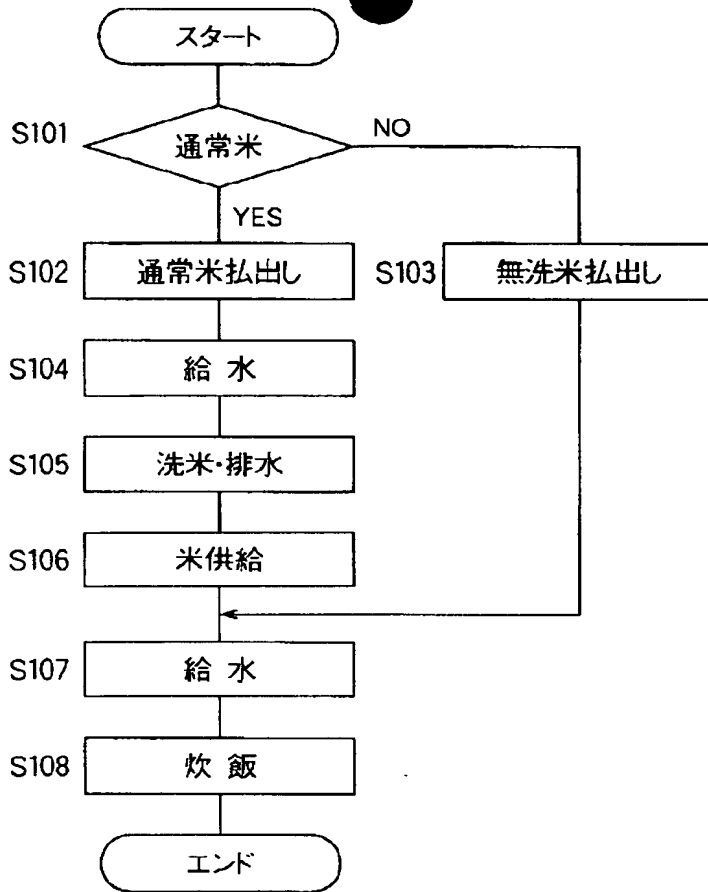 スタート
S101
通常米
NO
YES
S102
通常米払出し
S103
無洗米払出し
S104
給水
S105
洗米・排水
S106
米供給
S107
給水
S108
炊飯
エンド